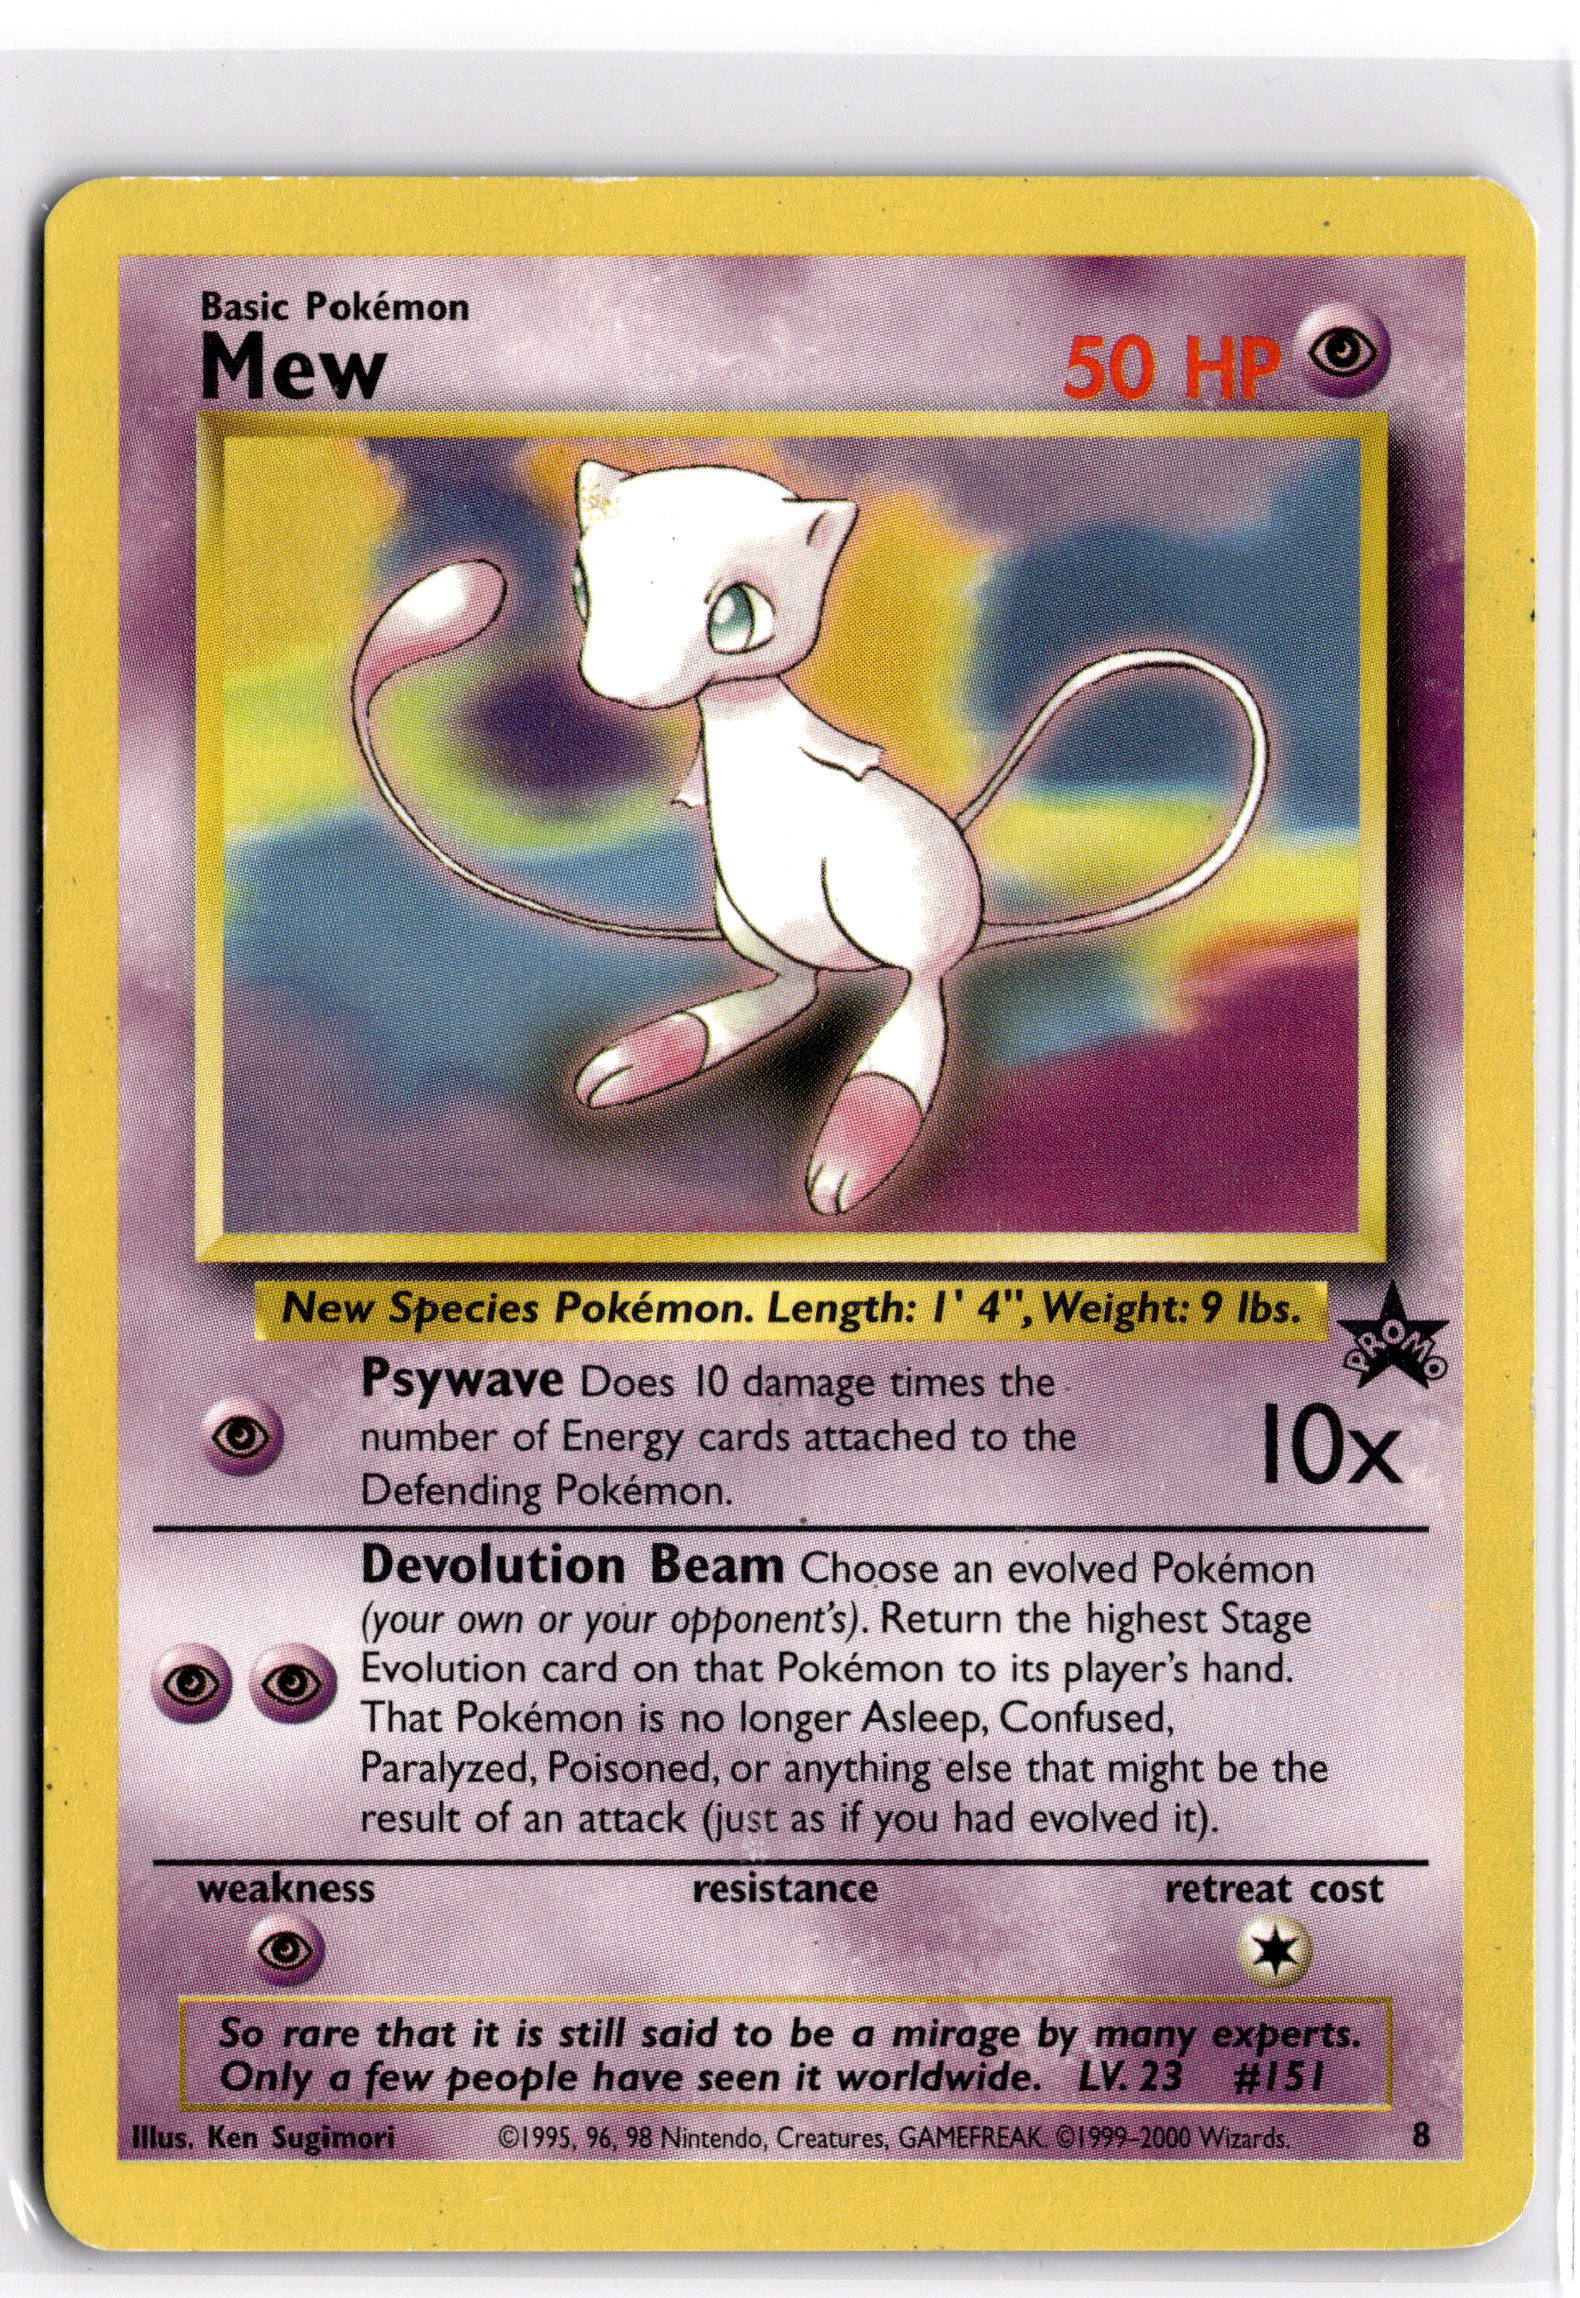 Basic Pokémon
Mew
50 HP
New Species Pokémon. Length: 1' 4", Weight: 9 lbs.
PROMO
Psywave Does 10 damage times the
number of Energy cards attached to the
Defending Pokémon.
10x
Devolution Beam Choose an evolved Pokémon
(your own or your opponent's). Return the highest Stage
Evolution card on that Pokémon to its player's hand.
That Pokémon is no longer Asleep, Confused,
Paralyzed, Poisoned, or anything else that might be the
result of an attack (just as if you had evolved it).
weakness resistance retreat cost
So rare that it is still said to be a mirage by many experts.
Only a few people have seen it worldwide. LV. 23 #151
Illus. Ken Sugimori ©1995, 96, 98 Nintendo, Creatures, GAMEFREAK. ©1999–2000 Wizards. 8